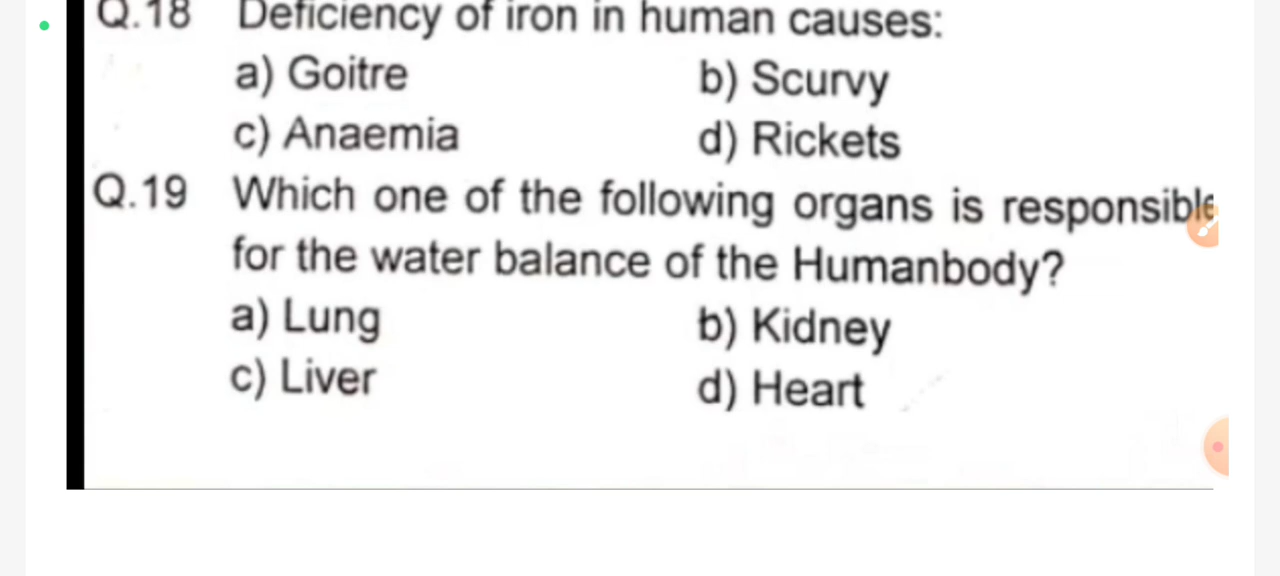 Q.18 Deficiency of iron in human causes:
a) Goitre b) Scurvy
c) Anaemia d) Rickets
Q.19 Which one of the following organs is responsible
for the water balance of the Humanbody?
a) Lung b) Kidney
c) Liver d) Heart